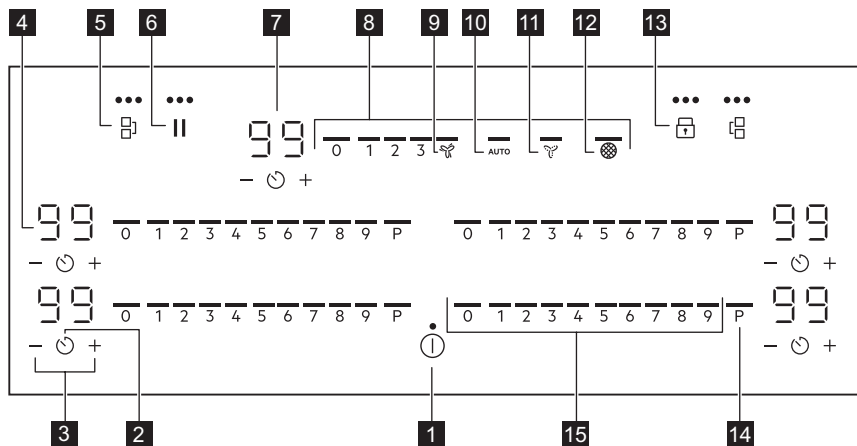 4 5 6 7 8 9 10 11 12 13
99 0 1 2 3 AUTO
− +
99 0 1 2 3 4 5 6 7 8 9 P 0 1 2 3 4 5 6 7 8 9 P 99
− + − +
99 0 1 2 3 4 5 6 7 8 9 P 0 1 2 3 4 5 6 7 8 9 P 99
− + − +
3 2 1 15 14